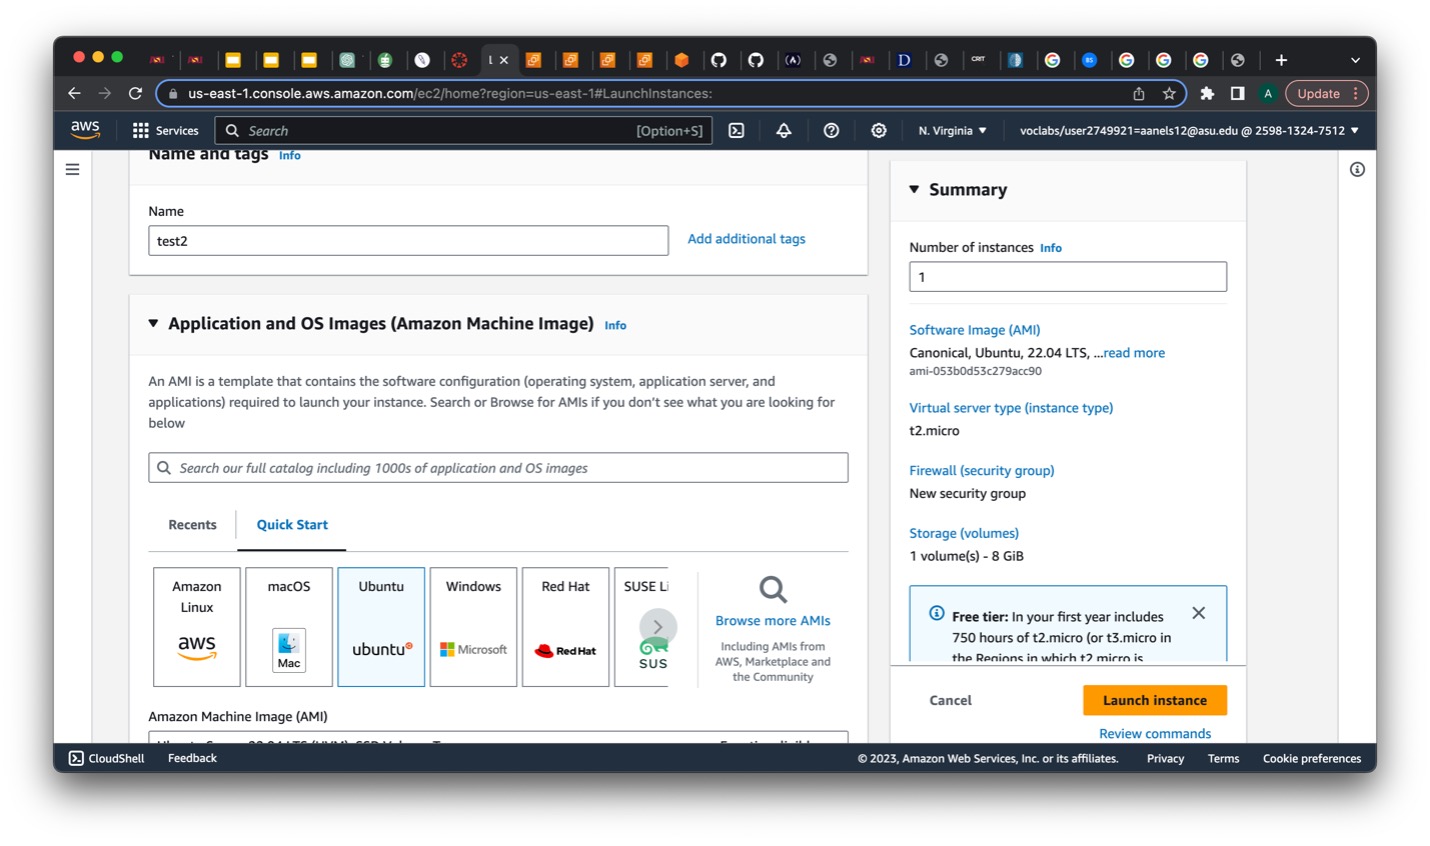 us-east-1.console.aws.amazon.com/ec2/home?region=us-east-1#LaunchInstances:
A
Update
aws
Services
Search
[Option+S]
N. Virginia
voclabs/user2749921=aanels12@asu.edu @ 2598-1324-7512
Name and tags Info
Name
test2
Add additional tags
Application and OS Images (Amazon Machine Image) Info
An AMI is a template that contains the software configuration (operating system, application server, and
applications) required to launch your instance. Search or Browse for AMIs if you don't see what you are looking for
below
Search our full catalog including 1000s of application and OS images
Recents
Quick Start
Amazon
Linux
aws
macOS
Mac
Ubuntu
ubuntu
Windows
Microsoft
Red Hat
Red Hat
SUSE Li
SUS
Browse more AMIs
Including AMIs from
AWS, Marketplace and
the Community
Amazon Machine Image (AMI)
Summary
Number of instances Info
1
Software Image (AMI)
Canonical, Ubuntu, 22.04 LTS, ...read more
ami-053b0d53c279acc90
Virtual server type (instance type)
t2.micro
Firewall (security group)
New security group
Storage (volumes)
1 volume(s) - 8 GiB
Free tier: In your first year includes
750 hours of t2.micro (or t3.micro in
the Regions in which t2.micro is
Cancel
Launch instance
Review commands
CloudShell
Feedback
© 2023, Amazon Web Services, Inc. or its affiliates.
Privacy
Terms
Cookie preferences